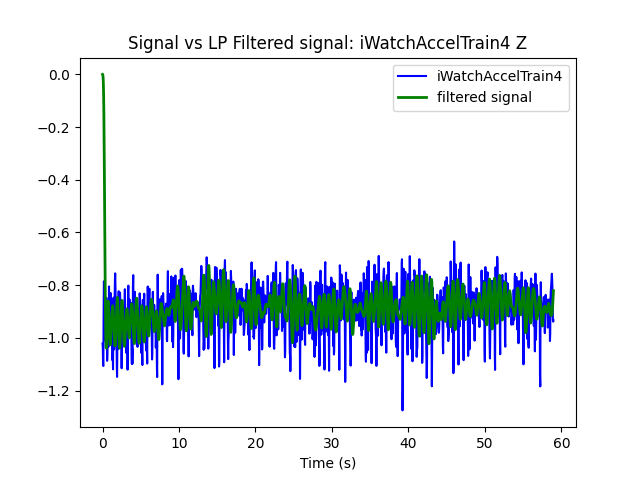 Signal vs LP Filtered signal: iWatchAccelTrain4 Z
iWatchAccelTrain4
filtered signal
0.0
−0.2
−0.4
−0.6
−0.8
−1.0
−1.2
0 10 20 30 40 50 60
Time (s)